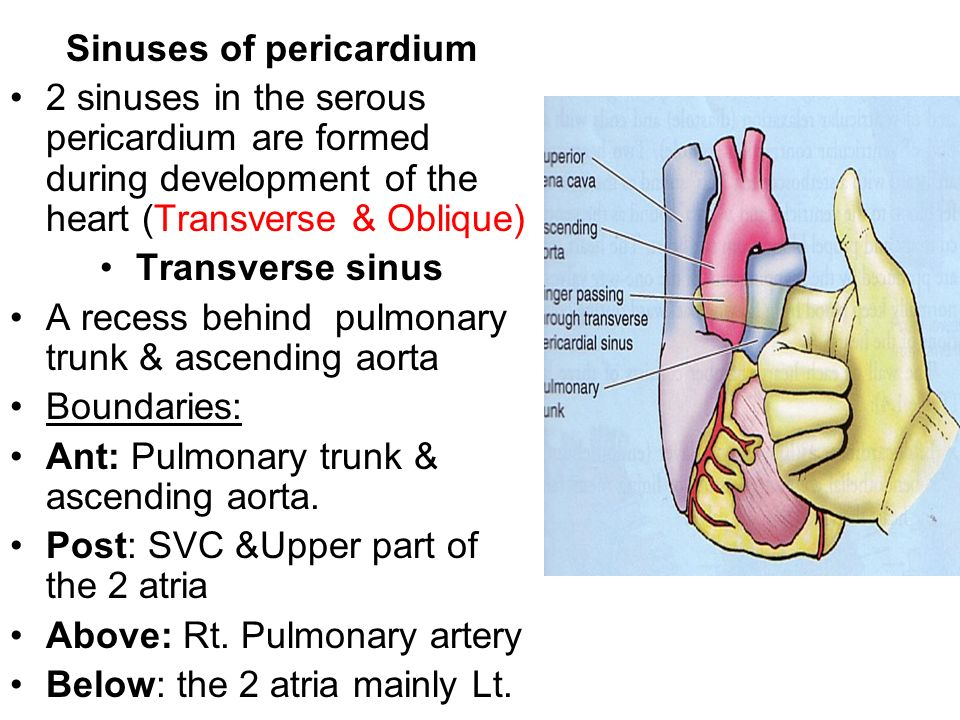 Sinuses of pericardium
• 2 sinuses in the serous
pericardium are formed
during development of the
heart (Transverse & Oblique)
• Transverse sinus
• A recess behind pulmonary
trunk & ascending aorta
• Boundaries:
• Ant: Pulmonary trunk &
ascending aorta.
• Post: SVC &Upper part of
the 2 atria
• Above: Rt. Pulmonary artery
• Below: the 2 atria mainly Lt.
uperior
ena cava
scending
orta
inger passing
hrough transverse
ericardial sinus
ulmonary
unk